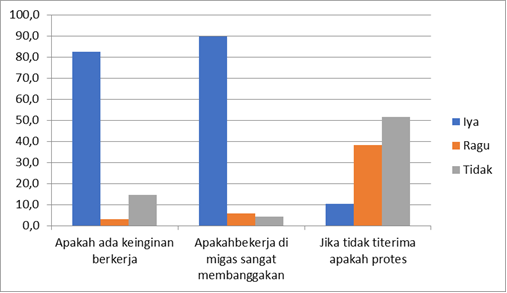 100,0
90,0
80,0
70,0
60,0
50,0
40,0
30,0
20,0
10,0
0,0
Apakah ada keinginan
berkerja
Apakahbekerja di
migas sangat
membanggakan
Jika tidak titerima
apakah protes
Iya
Ragu
Tidak